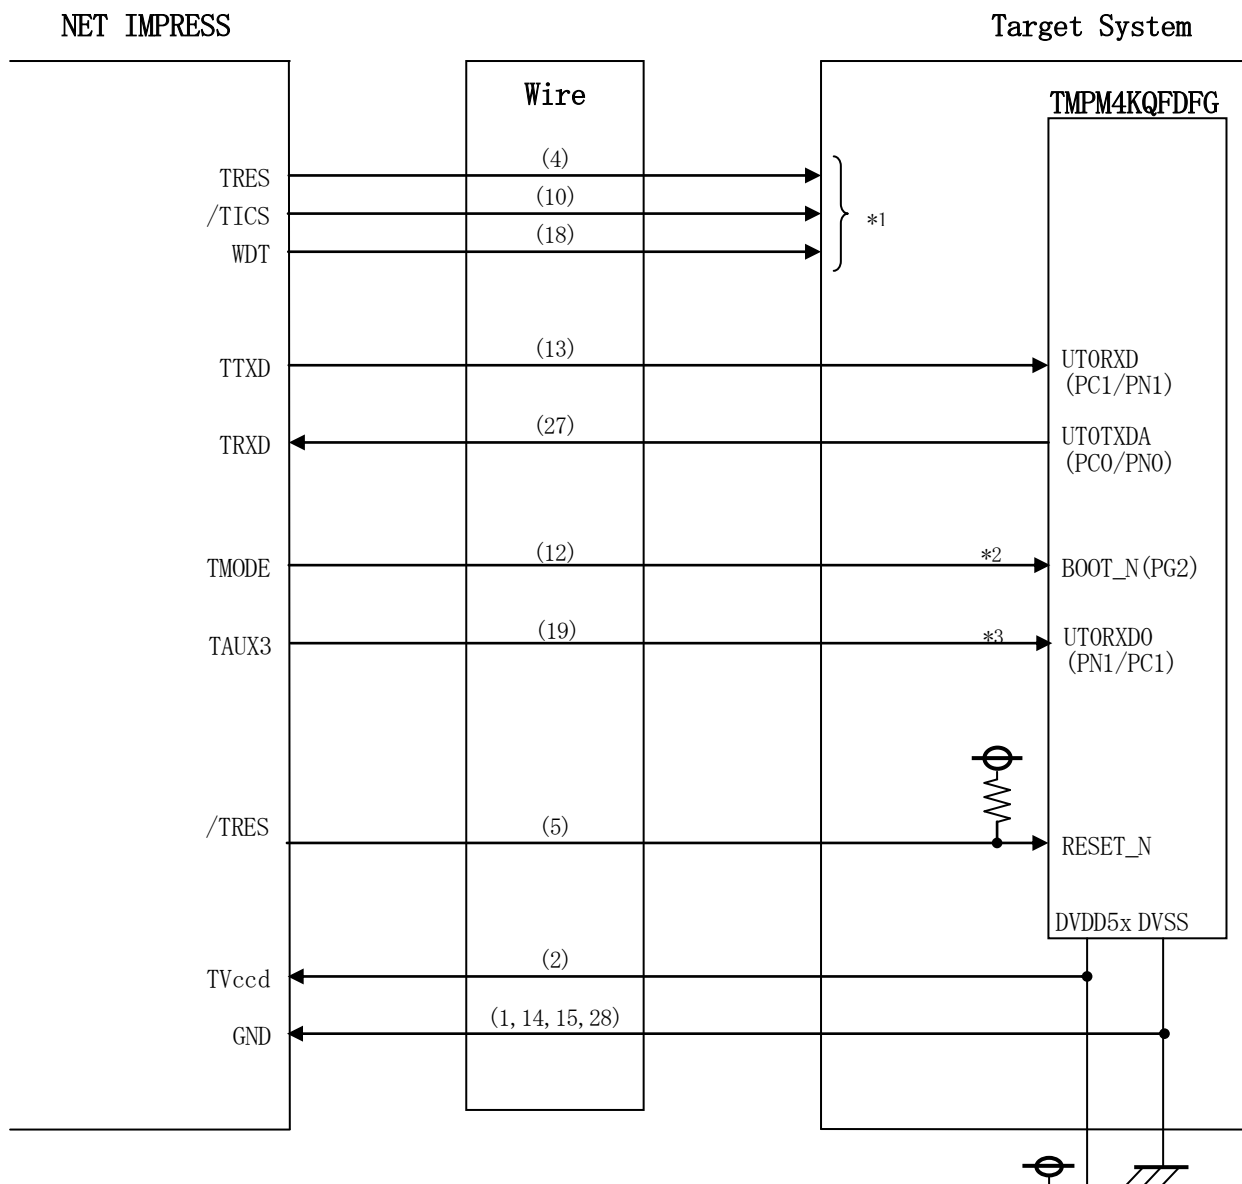 NET IMPRESS
Target System
Wire
TMPM4KQFDFG
TRES
(4)
/TICS
(10)
*1
WDT
(18)
TTXD
(13)
UT0RXD
(PC1/PN1)
TRXD
(27)
UT0TXDA
(PC0/PN0)
TMODE
(12)
*2
BOOT_N(PG2)
TAUX3
(19)
*3
UT0RXD0
(PN1/PC1)
/TRES
(5)
RESET_N
DVDD5x DVSS
TVccd
(2)
GND
(1,14,15,28)